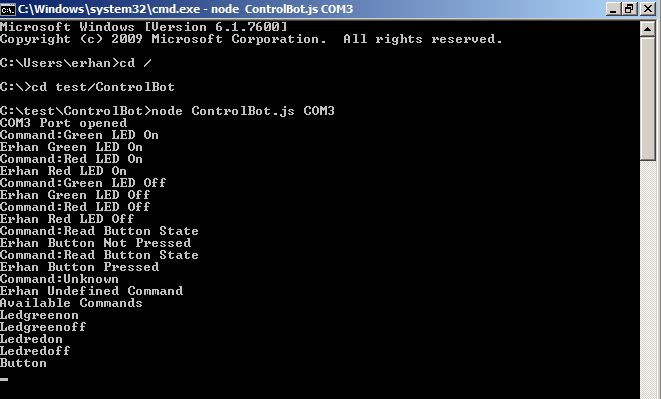 C:\Windows\system32\cmd.exe - node ControlBot.js COM3
Microsoft Windows [Version 6.1.7600]
Copyright (c) 2009 Microsoft Corporation.  All rights reserved.
C:\Users\erhan>cd /
C:\>cd test/ControlBot
C:\test\ControlBot>node ControlBot.js COM3
COM3 Port opened
Command:Green LED On
Erhan Green LED On
Command:Red LED On
Erhan Red LED On
Command:Green LED Off
Erhan Green LED Off
Command:Red LED Off
Erhan Red LED Off
Command:Read Button State
Erhan Button Not Pressed
Command:Read Button State
Erhan Button Pressed
Command:Unknown
Erhan Undefined Command
Available Commands
Ledgreenon
Ledgreenoff
Ledredon
Ledredoff
Button